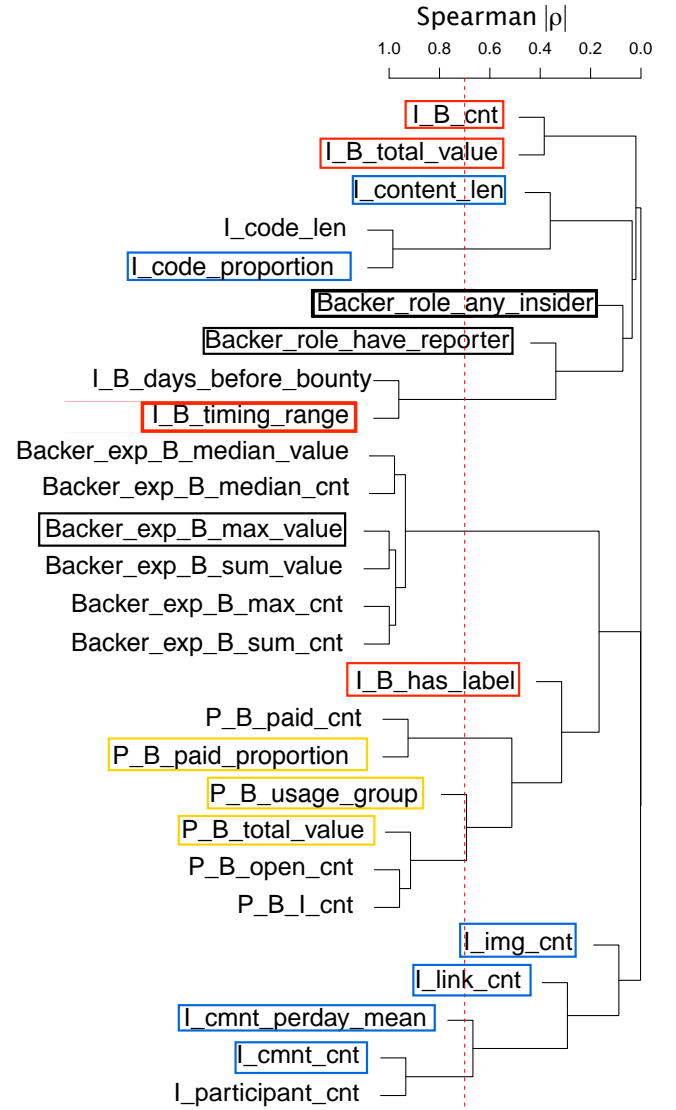 Spearman |ρ|
1.0 0.8 0.6 0.4 0.2 0.0
I_B_cnt
I_B_total_value
I_content_len
I_code_len
I_code_proportion
Backer_role_any_insider
Backer_role_have_reporter
I_B_days_before_bounty
I_B_timing_range
Backer_exp_B_median_value
Backer_exp_B_median_cnt
Backer_exp_B_max_value
Backer_exp_B_sum_value
Backer_exp_B_max_cnt
Backer_exp_B_sum_cnt
I_B_has_label
P_B_paid_cnt
P_B_paid_proportion
P_B_usage_group
P_B_total_value
P_B_open_cnt
P_B_I_cnt
I_img_cnt
I_link_cnt
I_cmnt_perday_mean
I_cmnt_cnt
I_participant_cnt